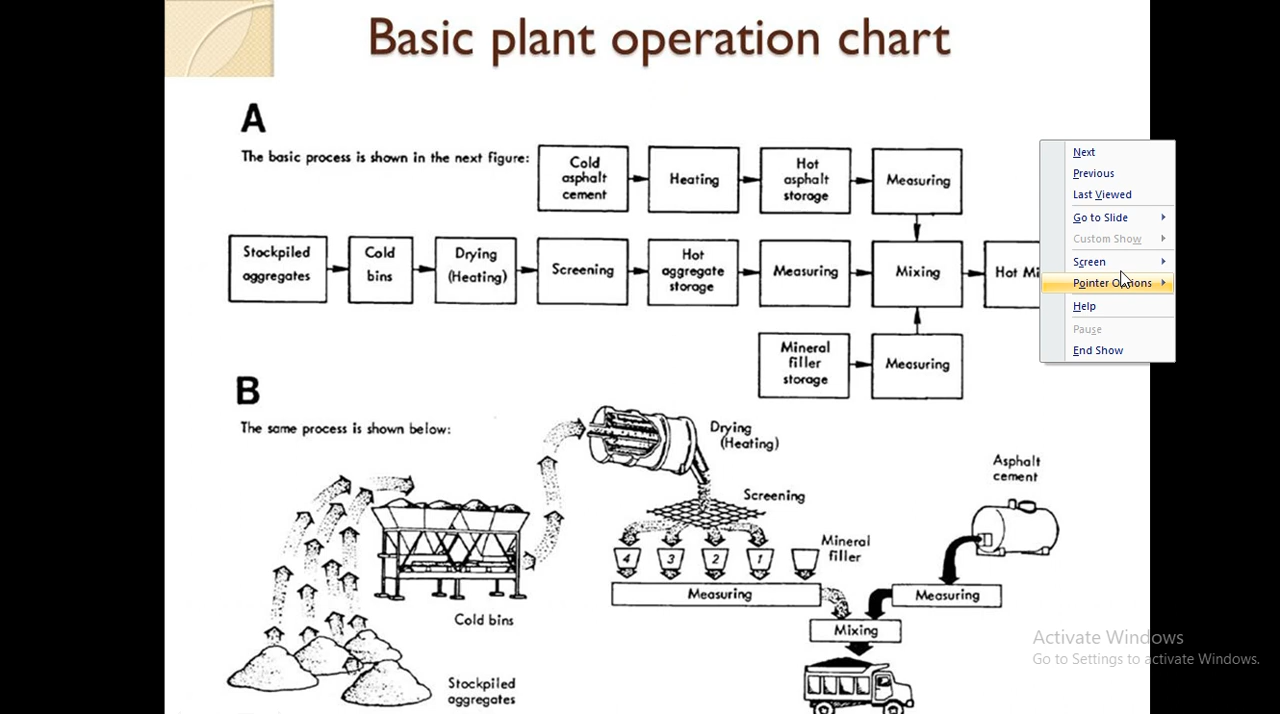 Basic plant operation chart
A
The basic process is shown in the next figure:
Cold
asphalt
cement
Heating
Hot
asphalt
storage
Measuring
Stockpiled
aggregates
Cold
bins
Drying
(Heating)
Screening
Hot
aggregate
storage
Measuring
Mixing
Hot Mi
Mineral
filler
storage
Measuring
B
The same process is shown below:
Drying
(Heating)
Screening
4
3
2
1
Mineral
filler
Measuring
Asphalt
cement
Measuring
Mixing
Cold bins
Stockpiled
aggregates
Next
Previous
Last Viewed
Go to Slide
Custom Show
Screen
Pointer Options
Help
Pause
End Show
Activate Windows
Go to Settings to activate Windows.